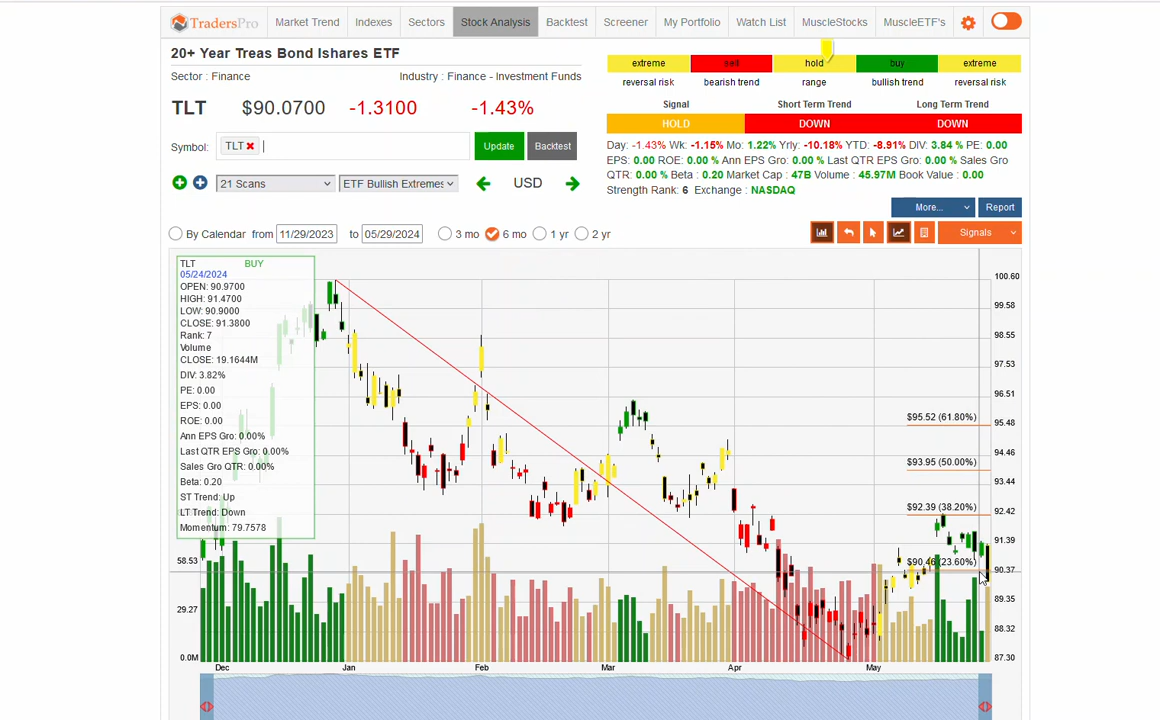 TradersPro Market Trend Indexes Sectors Stock Analysis Backtest Screener My Portfolio Watch List MuscleStocks MuscleETF's
20+ Year Treas Bond Ishares ETF
Sector : Finance Industry : Finance - Investment Funds
TLT $90.0700 -1.3100 -1.43%
Symbol: TLT Update Backtest
21 Scans ETF Bullish Extremes USD
extreme sell hold buy extreme
reversal risk bearish trend range bullish trend reversal risk
Signal Short Term Trend Long Term Trend
HOLD DOWN DOWN
Day: -1.43% Wk: -1.15% Mo: 1.22% Yrly: -10.18% YTD: -8.91% DIV: 3.84 % PE: 0.00
EPS: 0.00 ROE: 0.00 % Ann EPS Gro: 0.00 % Last QTR EPS Gro: 0.00 % Sales Gro
QTR: 0.00 % Beta : 0.20 Market Cap : 47B Volume : 45.97M Book Value : 0.00
Strength Rank: 6 Exchange : NASDAQ
More... Report
By Calendar from 11/29/2023 to 05/29/2024 3 mo 6 mo 1 yr 2 yr Signals
TLT BUY
05/24/2024
OPEN: 90.9700
HIGH: 91.4700
LOW: 90.9000
CLOSE: 91.3800
Rank: 7
Volume
CLOSE: 19.1644M
DIV: 3.82%
PE: 0.00
EPS: 0.00
ROE: 0.00
Ann EPS Gro: 0.00%
Last QTR EPS Gro: 0.00%
Sales Gro QTR: 0.00%
Beta: 0.20
ST Trend: Up
LT Trend: Down
Momentum: 79.7578
58.53
29.27
0.0M
$95.52 (61.80%)
$93.95 (50.00%)
$92.39 (38.20%)
$90.46 (23.60%)
100.60
99.58
98.55
97.53
96.51
95.48
94.46
93.44
92.42
91.39
90.37
89.35
88.32
87.30
Dec Jan Feb Mar Apr May